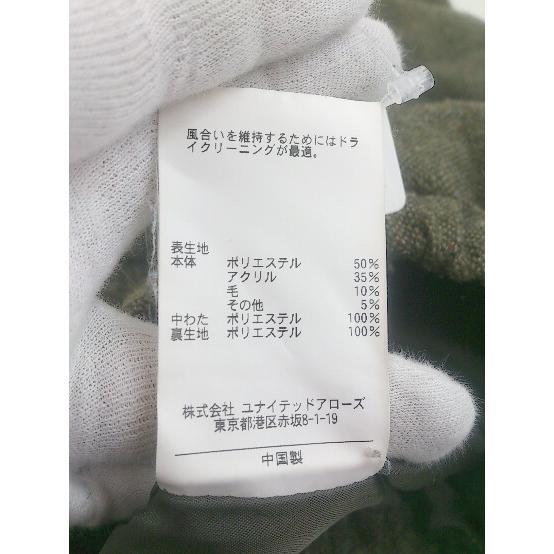 風合いを維持するためにはドラ
イクリーニングが最適。
表生地
本体 ポリエステル 50%
アクリル 35%
毛 10%
その他 5%
中わた ポリエステル 100%
裏生地 ポリエステル 100%
株式会社 ユナイテッドアローズ
東京都港区赤坂8-1-19
中国製